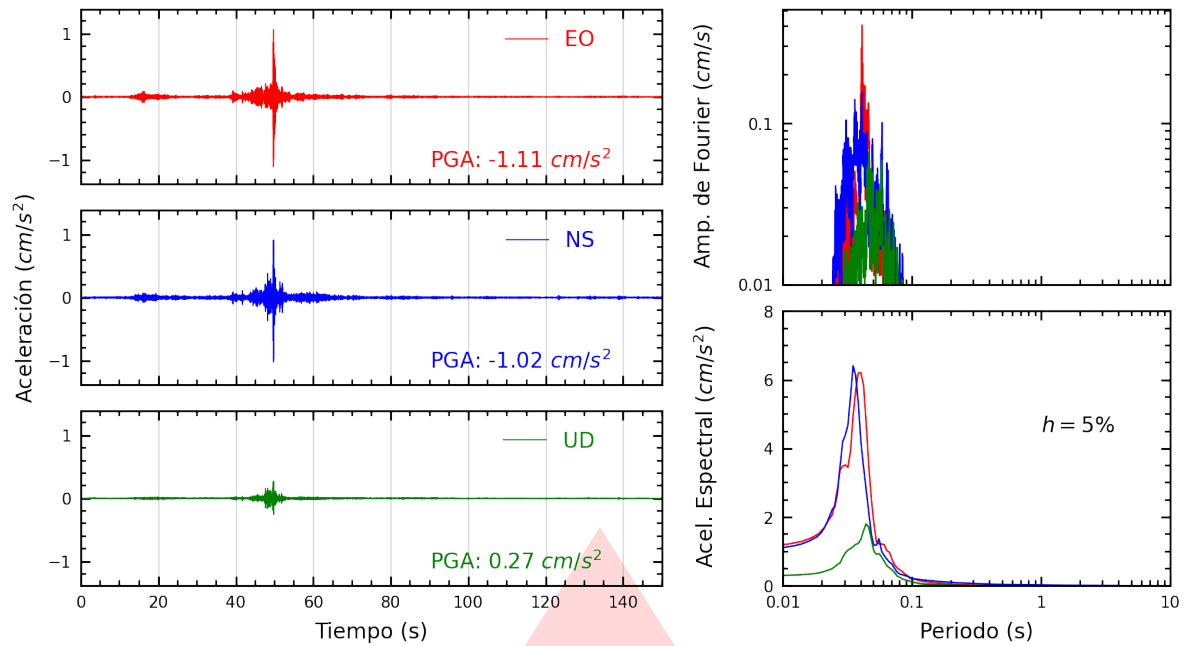 Aceleración (cm/s²)
1
0
−1
EO
PGA: -1.11 cm/s²
1
0
−1
NS
PGA: -1.02 cm/s²
1
0
−1
UD
PGA: 0.27 cm/s²
0 20 40 60 80 100 120 140
Tiempo (s)
Amp. de Fourier (cm/s)
0.1
0.01
Acel. Espectral (cm/s²)
8
6
4
2
0
h = 5%
0.01 0.1 1 10
Periodo (s)